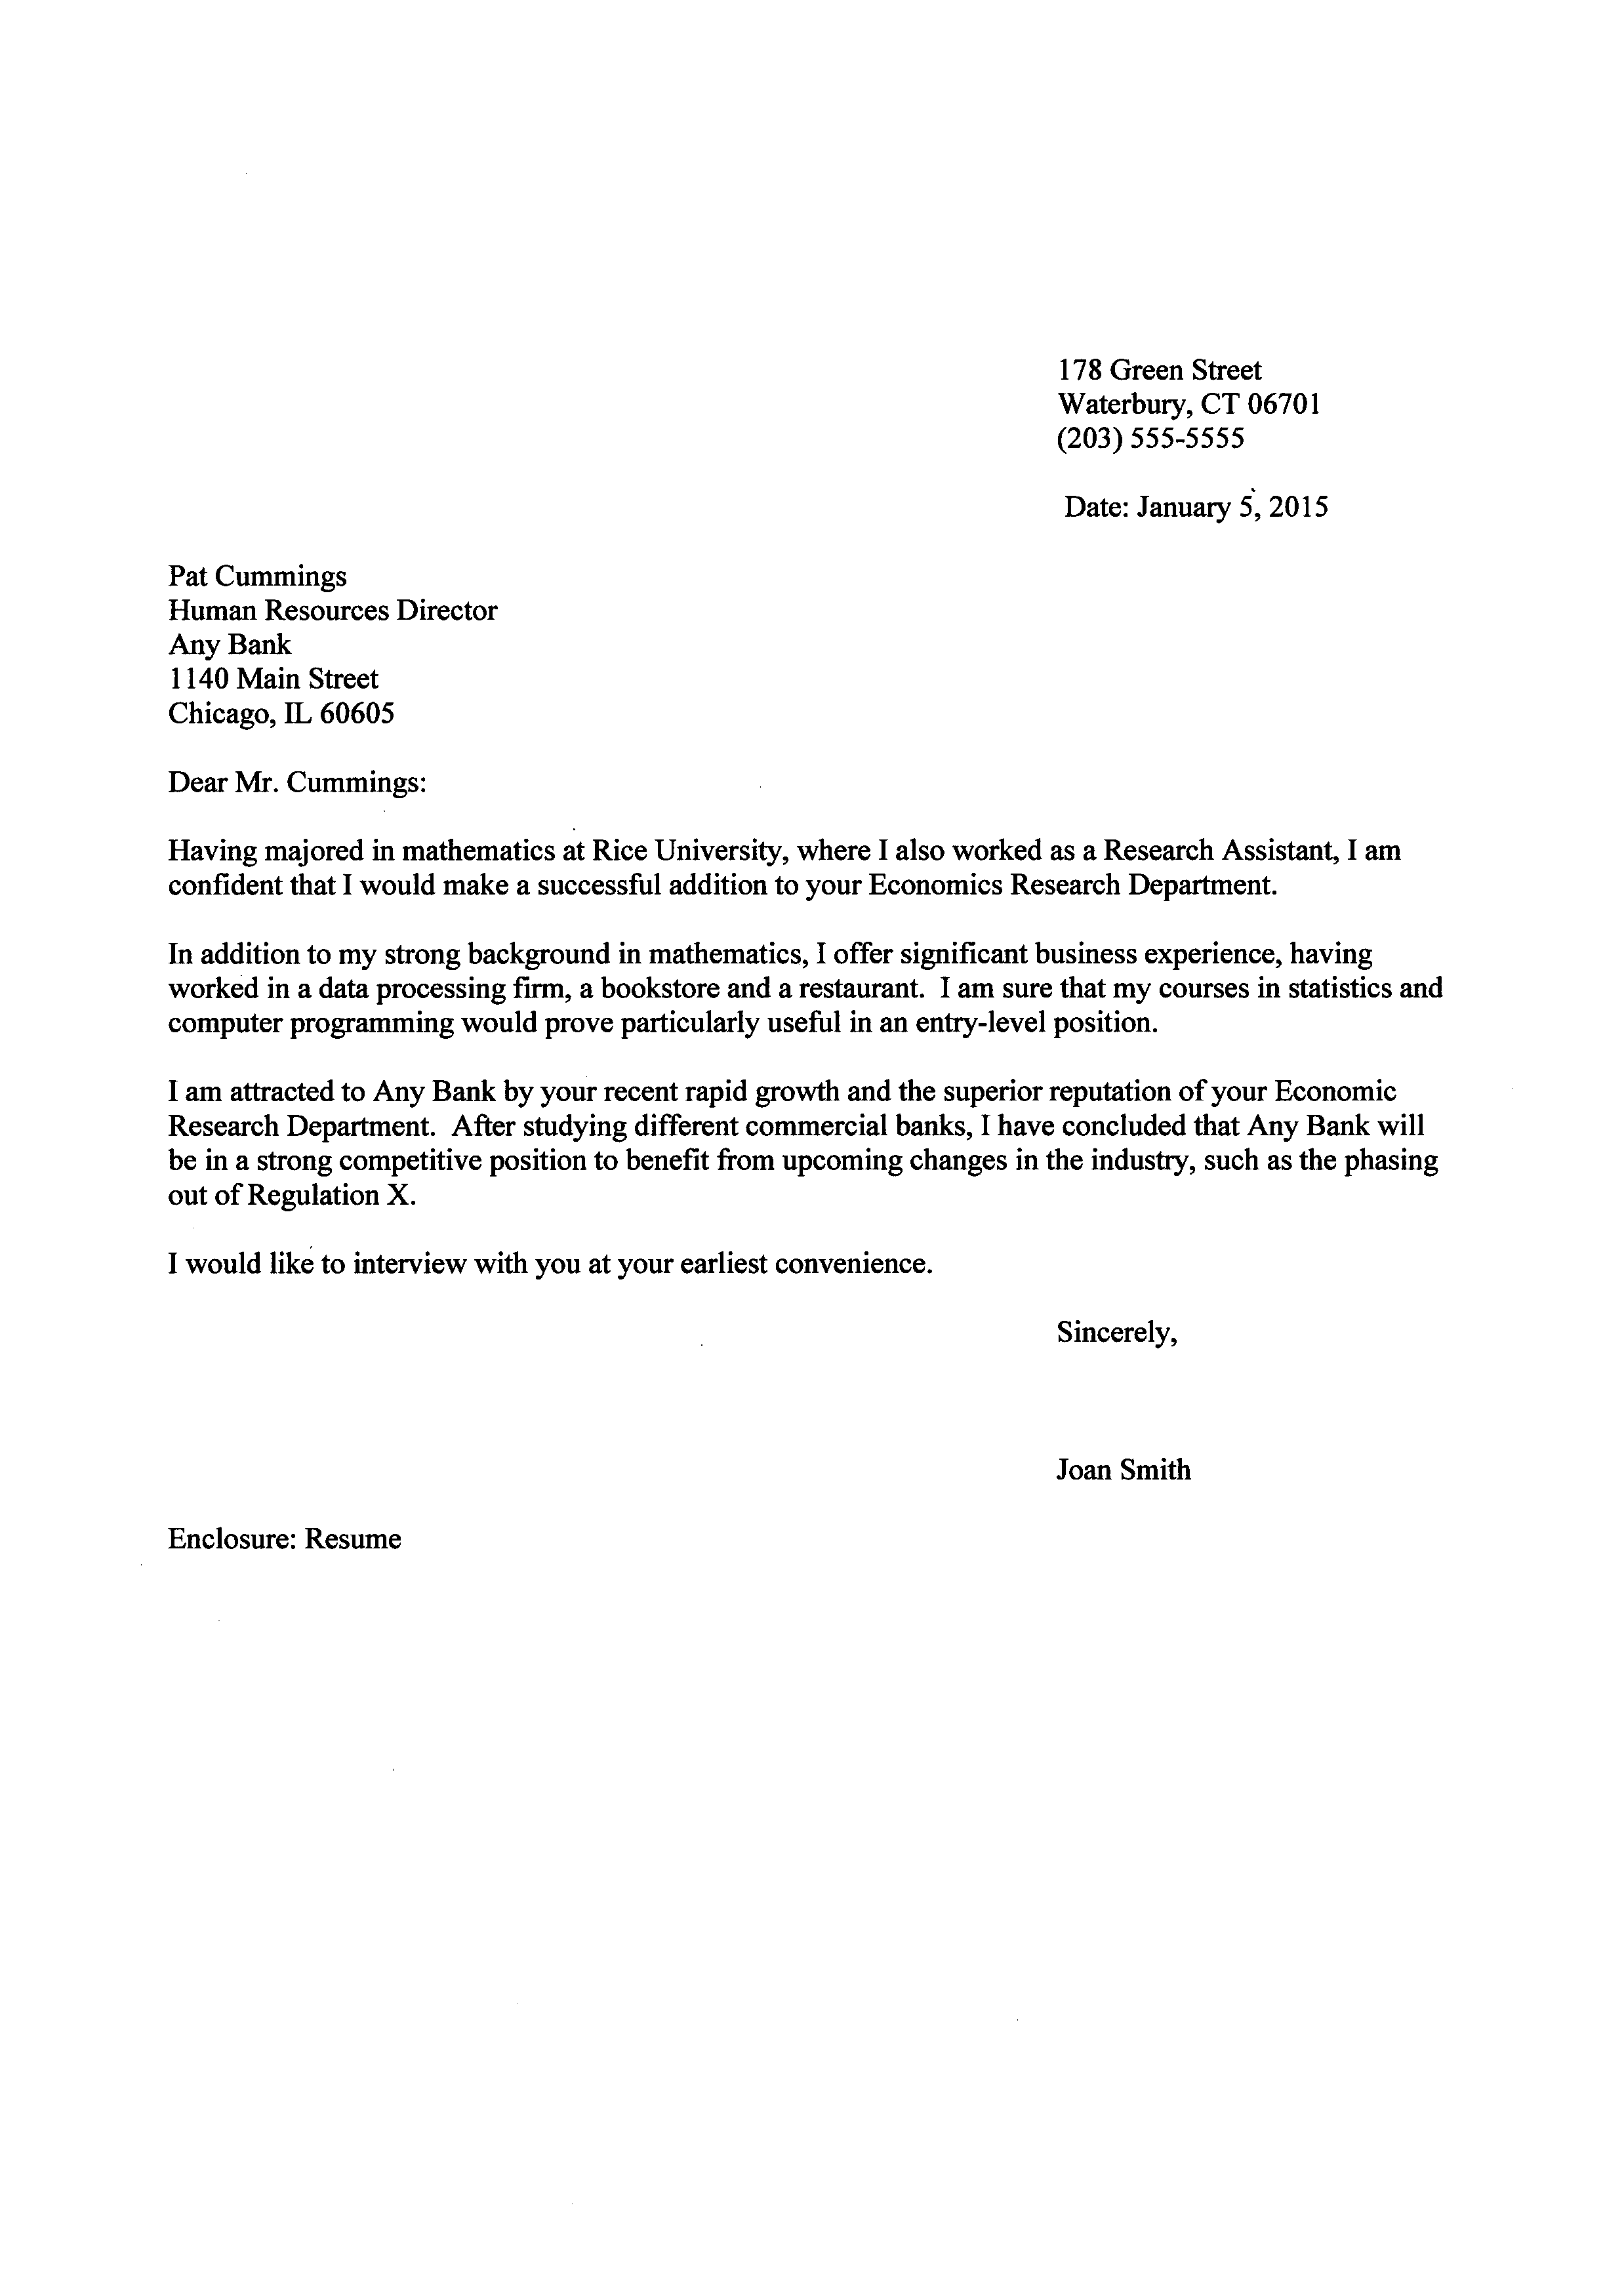 178 Green Street
Waterbury, CT 06701
(203) 555-5555
Date: January 5, 2015
Pat Cummings
Human Resources Director
Any Bank
1140 Main Street
Chicago, IL 60605
Dear Mr. Cummings:
Having majored in mathematics at Rice University, where I also worked as a Research Assistant, I am
confident that I would make a successful addition to your Economics Research Department.
In addition to my strong background in mathematics, I offer significant business experience, having
worked in a data processing firm, a bookstore and a restaurant.  I am sure that my courses in statistics and
computer programming would prove particularly useful in an entry-level position.
I am attracted to Any Bank by your recent rapid growth and the superior reputation of your Economic
Research Department.  After studying different commercial banks, I have concluded that Any Bank will
be in a strong competitive position to benefit from upcoming changes in the industry, such as the phasing
out of Regulation X.
I would like to interview with you at your earliest convenience.
Sincerely,
Joan Smith
Enclosure: Resume